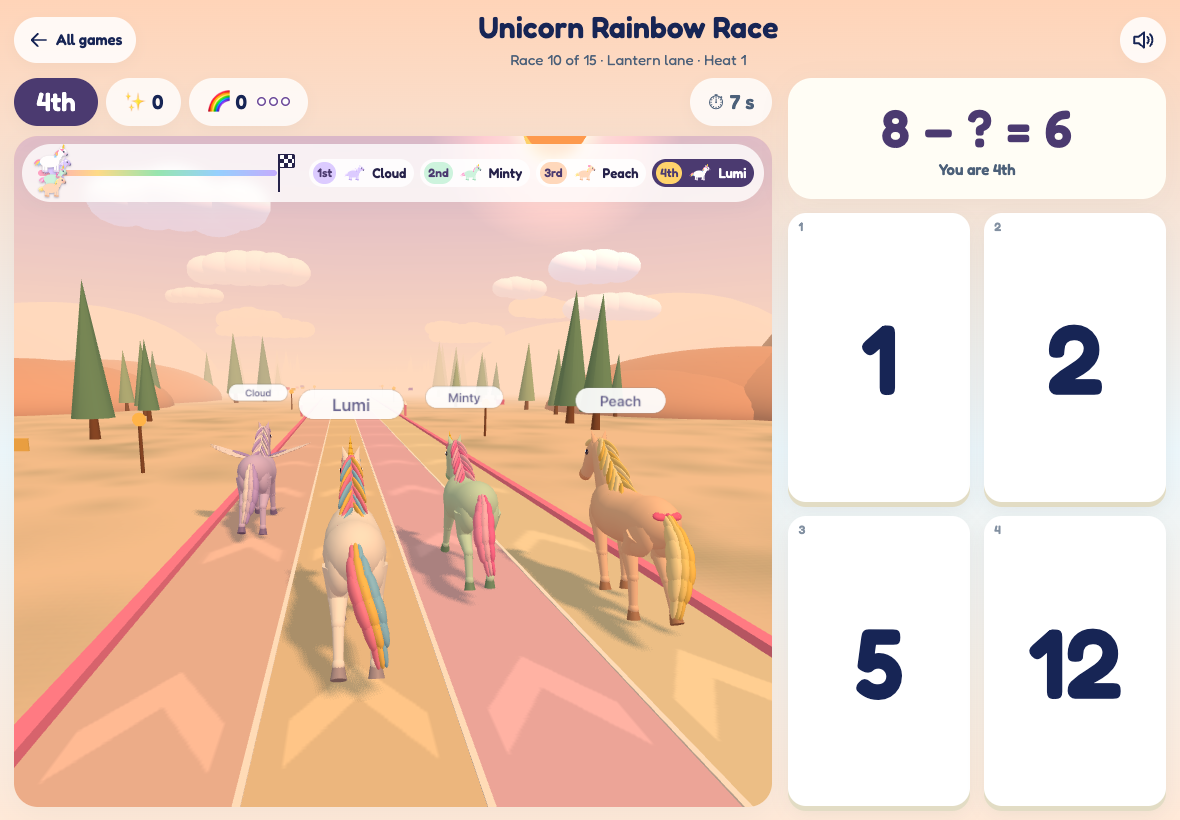 All games
Unicorn Rainbow Race
Race 10 of 15 · Lantern lane · Heat 1
4th
0
0
7 s
1st Cloud
2nd Minty
3rd Peach
4th Lumi
Cloud
Lumi
Minty
Peach
8 – ? = 6
You are 4th
1
1
2
2
3
5
4
12